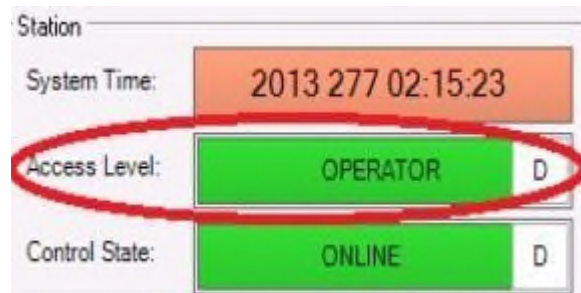 Station
System Time: 2013 277 02:15:23
Access Level: OPERATOR D
Control State: ONLINE D